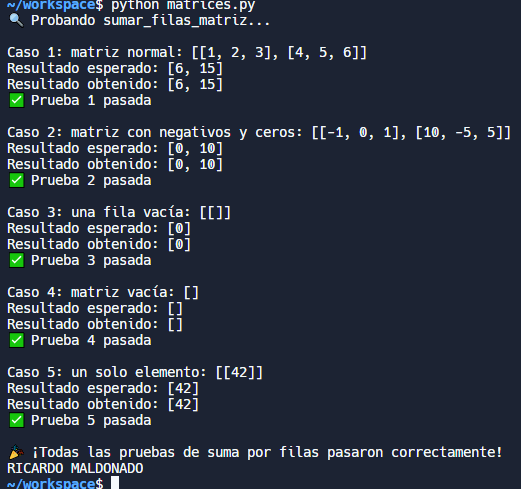 ~/workspace$ python matrices.py
🔍 Probando sumar_filas_matriz...
Caso 1: matriz normal: [[1, 2, 3], [4, 5, 6]]
Resultado esperado: [6, 15]
Resultado obtenido: [6, 15]
✅ Prueba 1 pasada
Caso 2: matriz con negativos y ceros: [[-1, 0, 1], [10, -5, 5]]
Resultado esperado: [0, 10]
Resultado obtenido: [0, 10]
✅ Prueba 2 pasada
Caso 3: una fila vacía: [[]]
Resultado esperado: [0]
Resultado obtenido: [0]
✅ Prueba 3 pasada
Caso 4: matriz vacía: []
Resultado esperado: []
Resultado obtenido: []
✅ Prueba 4 pasada
Caso 5: un solo elemento: [[42]]
Resultado esperado: [42]
Resultado obtenido: [42]
✅ Prueba 5 pasada
🎉 ¡Todas las pruebas de suma por filas pasaron correctamente!
RICARDO MALDONADO
~/workspace$